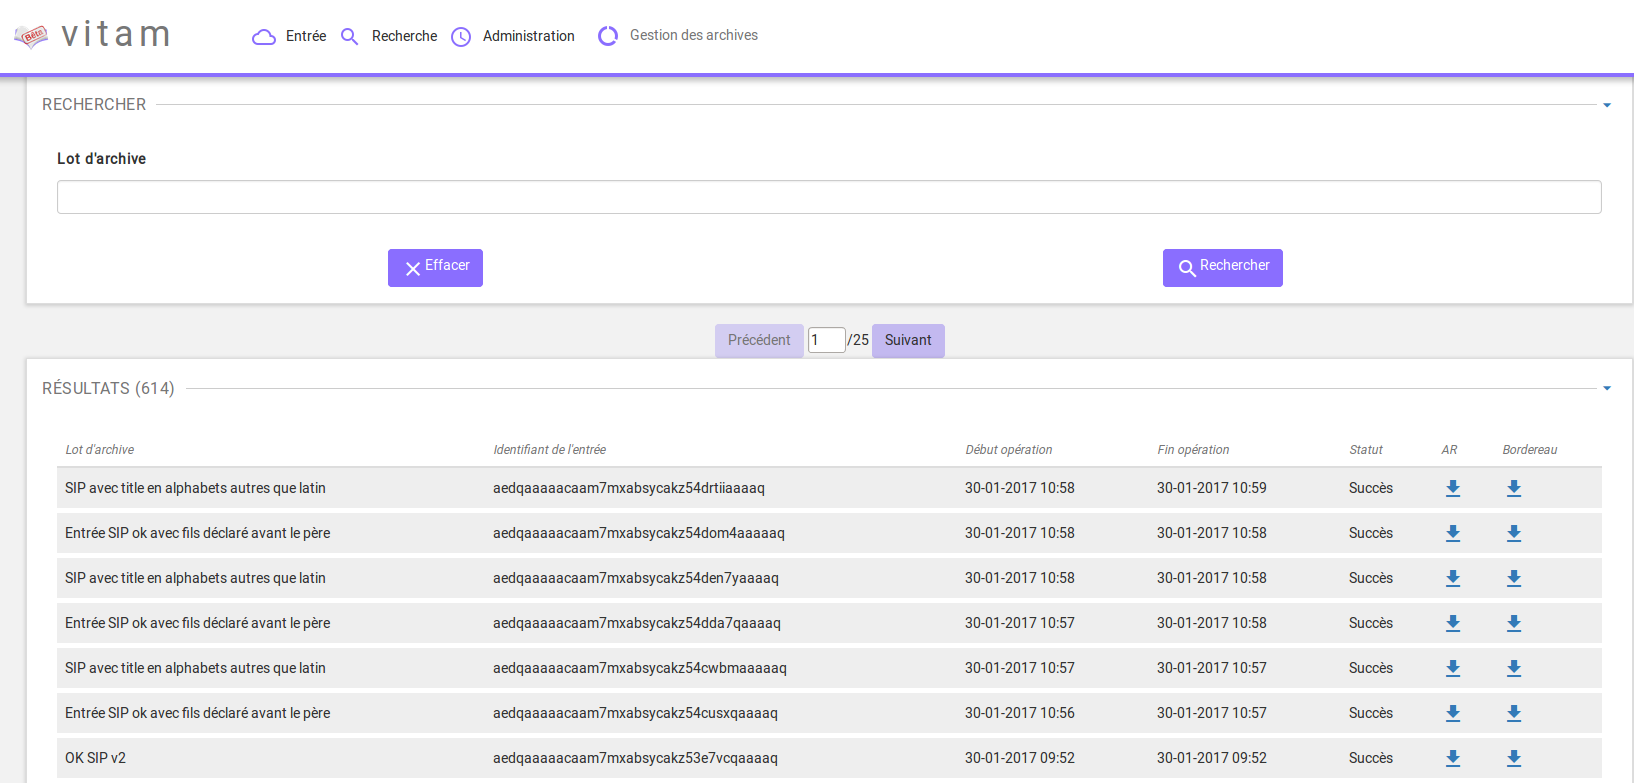 Bêta vitam Entrée Recherche Administration Gestion des archives
RECHERCHER
Lot d'archive
Effacer Rechercher
Précédent 1 /25 Suivant
RÉSULTATS (614)
Lot d'archive Identifiant de l'entrée Début opération Fin opération Statut AR Bordereau
SIP avec title en alphabets autres que latin aedqaaaaacaam7mxabsycakz54drtiiaaaaq 30-01-2017 10:58 30-01-2017 10:59 Succès
Entrée SIP ok avec fils déclaré avant le père aedqaaaaacaam7mxabsycakz54dom4aaaaaq 30-01-2017 10:58 30-01-2017 10:58 Succès
SIP avec title en alphabets autres que latin aedqaaaaacaam7mxabsycakz54den7yaaaaq 30-01-2017 10:58 30-01-2017 10:58 Succès
Entrée SIP ok avec fils déclaré avant le père aedqaaaaacaam7mxabsycakz54dda7qaaaaq 30-01-2017 10:57 30-01-2017 10:58 Succès
SIP avec title en alphabets autres que latin aedqaaaaacaam7mxabsycakz54cwbmaaaaaq 30-01-2017 10:57 30-01-2017 10:57 Succès
Entrée SIP ok avec fils déclaré avant le père aedqaaaaacaam7mxabsycakz54cusxqaaaaq 30-01-2017 10:56 30-01-2017 10:57 Succès
OK SIP v2 aedqaaaaacaam7mxabsycakz53e7vcqaaaaq 30-01-2017 09:52 30-01-2017 09:52 Succès